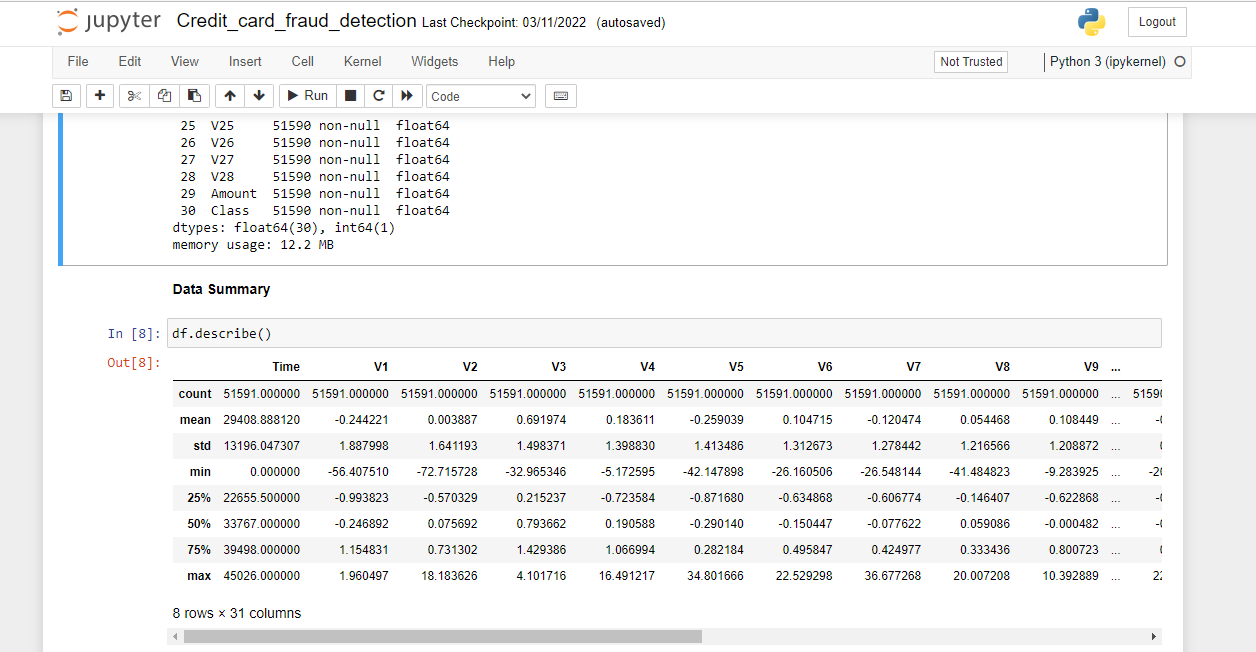 jupyter Credit_card_fraud_detection Last Checkpoint: 03/11/2022 (autosaved) Logout
File Edit View Insert Cell Kernel Widgets Help Not Trusted Python 3 (ipykernel)
Run Code
25 V25 51590 non-null float64
26 V26 51590 non-null float64
27 V27 51590 non-null float64
28 V28 51590 non-null float64
29 Amount 51590 non-null float64
30 Class 51590 non-null float64
dtypes: float64(30), int64(1)
memory usage: 12.2 MB
Data Summary
In [8]: df.describe()
Out[8]:
Time V1 V2 V3 V4 V5 V6 V7 V8 V9 ...
count 51591.000000 51591.000000 51591.000000 51591.000000 51591.000000 51591.000000 51591.000000 51591.000000 51591.000000 51591.000000 ... 5159
mean 29408.888120 -0.244221 0.003887 0.691974 0.183611 -0.259039 0.104715 -0.120474 0.054468 0.108449 ... -0
std 13196.047307 1.887998 1.641193 1.498371 1.398830 1.413486 1.312673 1.278442 1.216566 1.208872 ... 0
min 0.000000 -56.407510 -72.715728 -32.965346 -5.172595 -42.147898 -26.160506 -26.548144 -41.484823 -9.283925 ... -20
25% 22655.500000 -0.993823 -0.570329 0.215237 -0.723584 -0.871680 -0.634868 -0.606774 -0.146407 -0.622868 ... -0
50% 33767.000000 -0.246892 0.075692 0.793662 0.190588 -0.290140 -0.150447 -0.077622 0.059086 -0.000482 ... -0
75% 39498.000000 1.154831 0.731302 1.429386 1.066994 0.282184 0.495847 0.424977 0.333436 0.800723 ... 0
max 45026.000000 1.960497 18.183626 4.101716 16.491217 34.801666 22.529298 36.677268 20.007208 10.392889 ... 22
8 rows × 31 columns